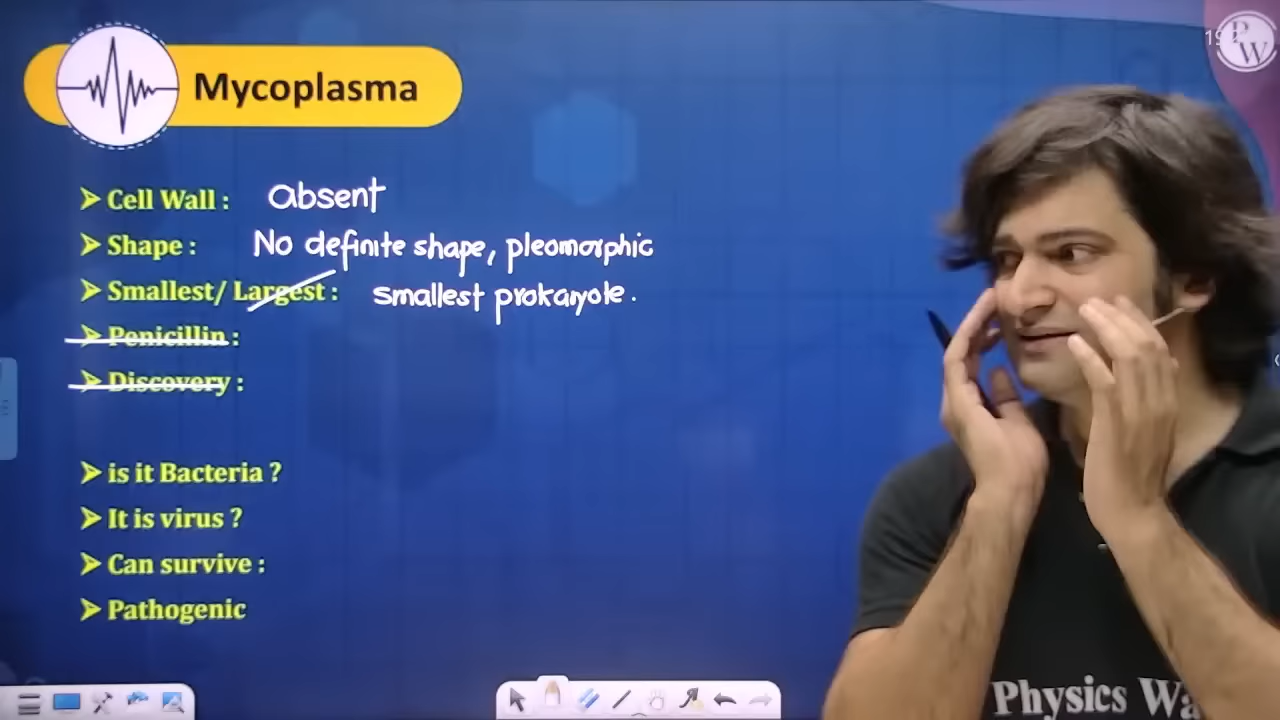 Mycoplasma
PW
➤ Cell Wall : absent
➤ Shape : No definite shape, pleomorphic
➤ Smallest/ Largest : smallest prokaryote.
➤ Penicillin :
➤ Discovery :
➤ is it Bacteria ?
➤ It is virus ?
➤ Can survive :
➤ Pathogenic
Physics Wa